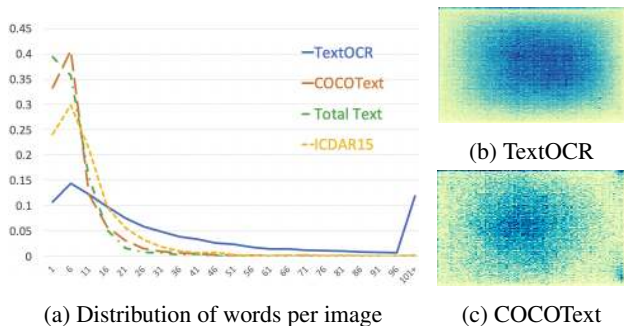 0.45
0.4
0.35
0.3
0.25
0.2
0.15
0.1
0.05
0
TextOCR
COCOText
Total Text
ICDAR15
1 6 11 16 21 26 31 36 41 46 51 56 61 66 71 76 81 86 91 96 101+
(a) Distribution of words per image
(b) TextOCR
(c) COCOText